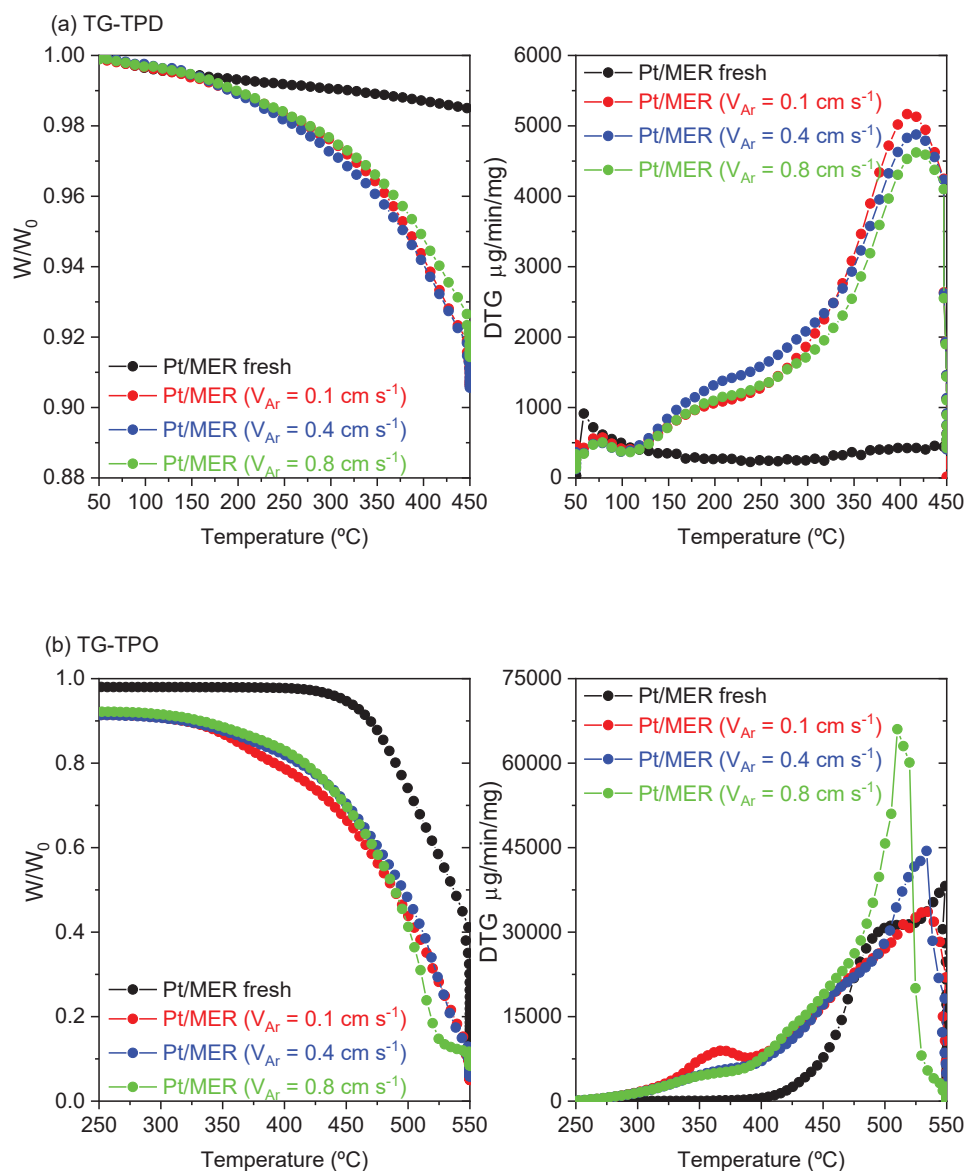 (a) TG-TPD
W/W0
1.00
0.98
0.96
0.94
0.92
0.90
0.88
Pt/MER fresh
Pt/MER (VAr = 0.1 cm s-1)
Pt/MER (VAr = 0.4 cm s-1)
Pt/MER (VAr = 0.8 cm s-1)
50 100 150 200 250 300 350 400 450
Temperature (ºC)
DTG µg/min/mg
6000
5000
4000
3000
2000
1000
0
Pt/MER fresh
Pt/MER (VAr = 0.1 cm s-1)
Pt/MER (VAr = 0.4 cm s-1)
Pt/MER (VAr = 0.8 cm s-1)
50 100 150 200 250 300 350 400 450
Temperature (ºC)
(b) TG-TPO
W/W0
1.0
0.8
0.6
0.4
0.2
0.0
Pt/MER fresh
Pt/MER (VAr = 0.1 cm s-1)
Pt/MER (VAr = 0.4 cm s-1)
Pt/MER (VAr = 0.8 cm s-1)
250 300 350 400 450 500 550
Temperature (ºC)
DTG µg/min/mg
75000
60000
45000
30000
15000
0
Pt/MER fresh
Pt/MER (VAr = 0.1 cm s-1)
Pt/MER (VAr = 0.4 cm s-1)
Pt/MER (VAr = 0.8 cm s-1)
250 300 350 400 450 500 550
Temperature (ºC)